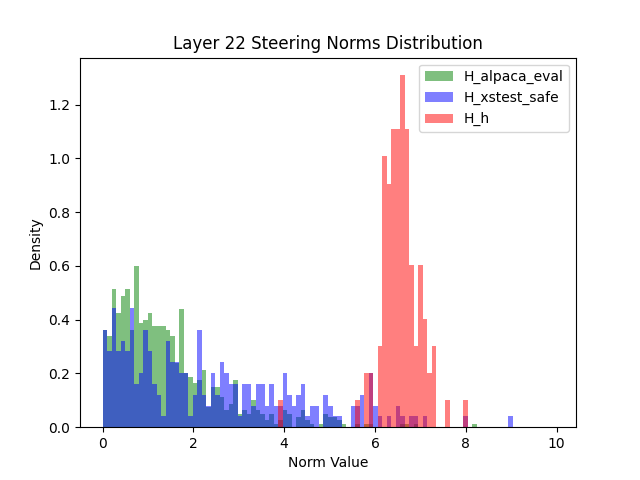 Layer 22 Steering Norms Distribution
H_alpaca_eval
H_xstest_safe
H_h
Density
1.2
1.0
0.8
0.6
0.4
0.2
0.0
0 2 4 6 8 10
Norm Value